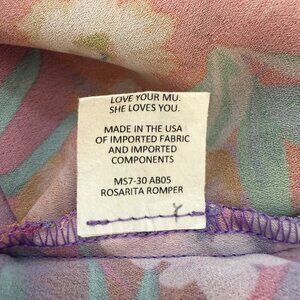 LOVE YOUR MU.
SHE LOVES YOU.
MADE IN THE USA
OF IMPORTED FABRIC
AND IMPORTED
COMPONENTS
MS7-30 AB05
ROSARITA ROMPER